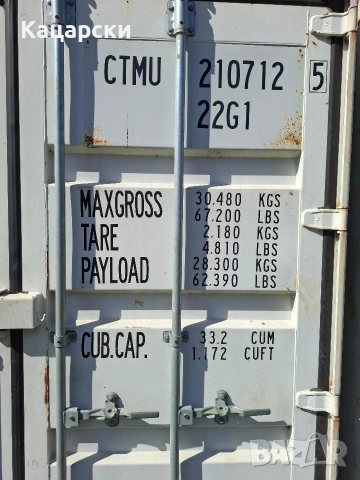 Кацарски
CTMU 210712 5
22G1
MAXGROSS 30.480 KGS
67.200 LBS
TARE 2.180 KGS
4.810 LBS
PAYLOAD 28.300 KGS
62.390 LBS
CUB.CAP. 33.2 CUM
1.172 CUFT
BAZAR